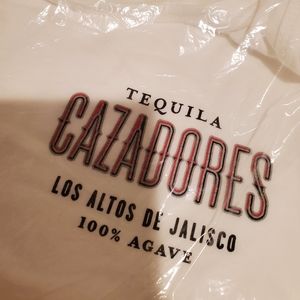 TEQUILA
CAZADORES
LOS ALTOS DE JALISCO
100% AGAVE